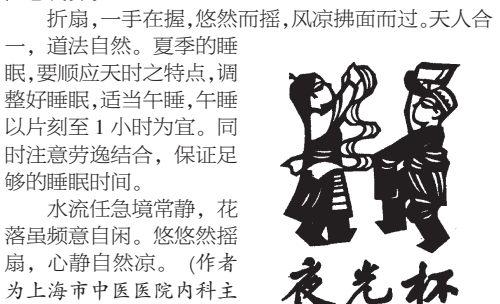 折扇,一手在握,悠然而摇,风凉拂面而过。天人合
一，道法自然。夏季的睡
眠,要顺应天时之特点,调
整好睡眠,适当午睡,午睡
以片刻至 1 小时为宜。同
时注意劳逸结合，保证足
够的睡眠时间。
水流任急境常静，花
落虽频意自闲。悠悠然摇
扇，心静自然凉。（作者
为上海市中医医院内科主
夜光杯